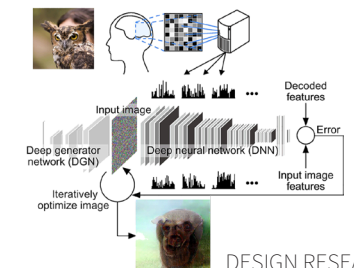 Decoded
features
Input image
Deep generator
network (DGN)
Deep neural network (DNN)
Error
Iteratively
optimize image
Input image
features
DESIGN RESEA